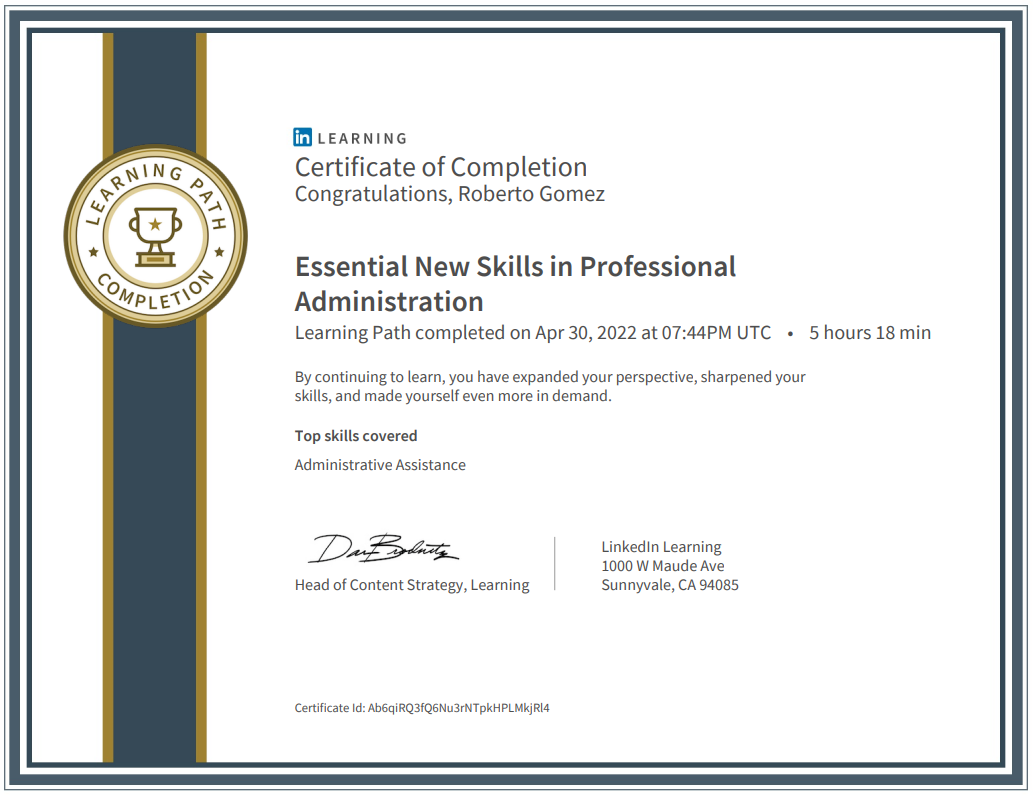 LEARNING PATH
COMPLETION
in LEARNING
Certificate of Completion
Congratulations, Roberto Gomez
Essential New Skills in Professional
Administration
Learning Path completed on Apr 30, 2022 at 07:44PM UTC • 5 hours 18 min
By continuing to learn, you have expanded your perspective, sharpened your
skills, and made yourself even more in demand.
Top skills covered
Administrative Assistance
Head of Content Strategy, Learning
LinkedIn Learning
1000 W Maude Ave
Sunnyvale, CA 94085
Certificate Id: Ab6qiRQ3fQ6Nu3rNTpkHPLMkjRl4